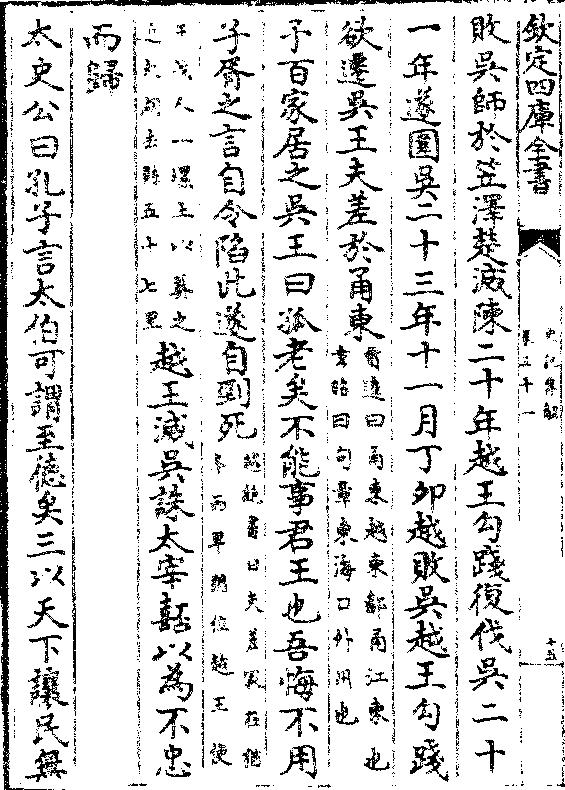 欽定四庫全書
史記集解
卷三十一
十五
敗吳師於笠澤楚滅陳二十年越王勾踐復伐吳二十
一年遂圍吳二十三年十一月丁卯越敗吳越王勾踐
欲遷吳王夫差於甬東
賈逵曰甬東越東鄙甬江東也
韋昭曰句章東海口外州也
予百家居之吳王曰孤老矣不能事君王也吾悔不用
子胥之言自令陷此遂自剄死
越絕書曰夫差冢在猶
亭西卑猶位越王使
干戈人一土以葬之
近太湖去縣五十七里
越王滅吳誅太宰嚭以為不忠
而歸
太史公曰孔子言太伯可謂至德矣三以天下讓民無